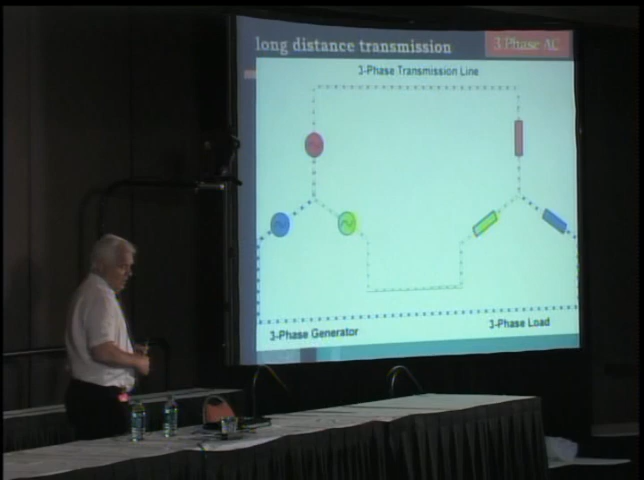 long distance transmission
3 Phase AC
3-Phase Transmission Line
3-Phase Generator
3-Phase Load